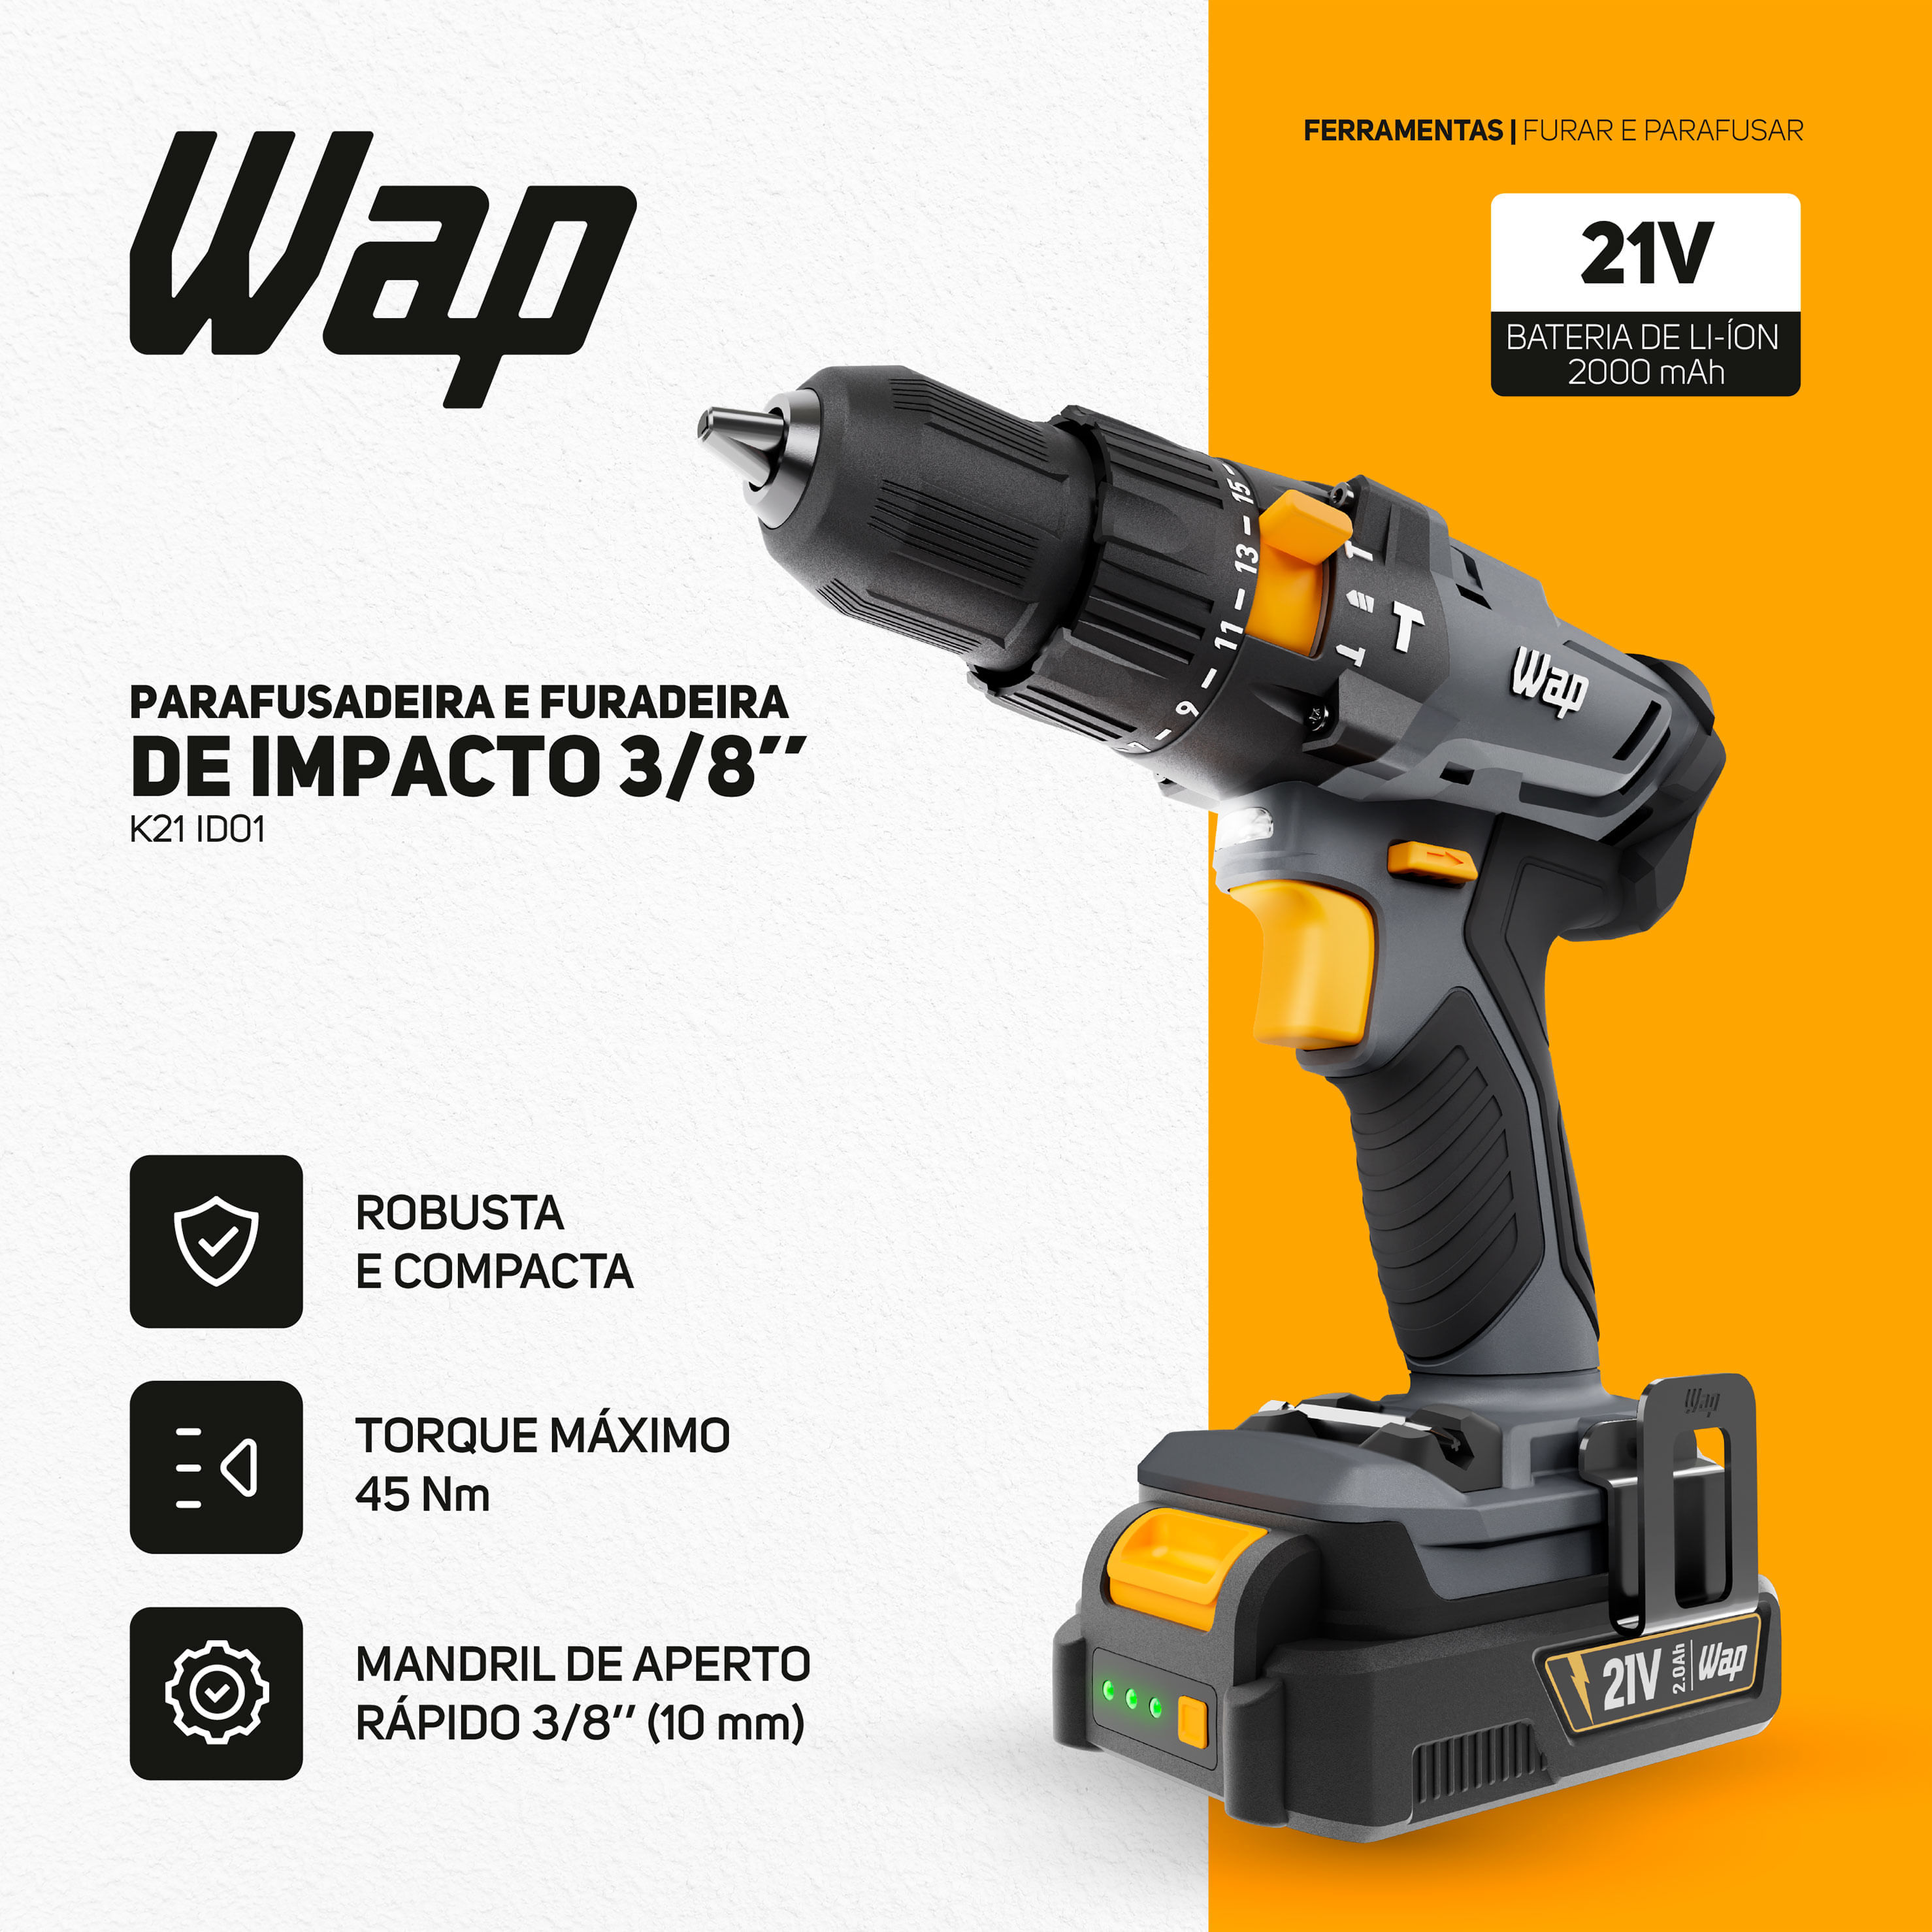 Wap
FERRAMENTAS | FURAR E PARAFUSAR
21V
BATERIA DE LI-ÍON
2000 mAh
PARAFUSADEIRA E FURADEIRA
DE IMPACTO 3/8’’
K21 ID01
ROBUSTA
E COMPACTA
TORQUE MÁXIMO
45 Nm
MANDRIL DE APERTO
RÁPIDO 3/8’’ (10 mm)
15
13
11
9
7
Wap
Wap
21V 2.0Ah Wap